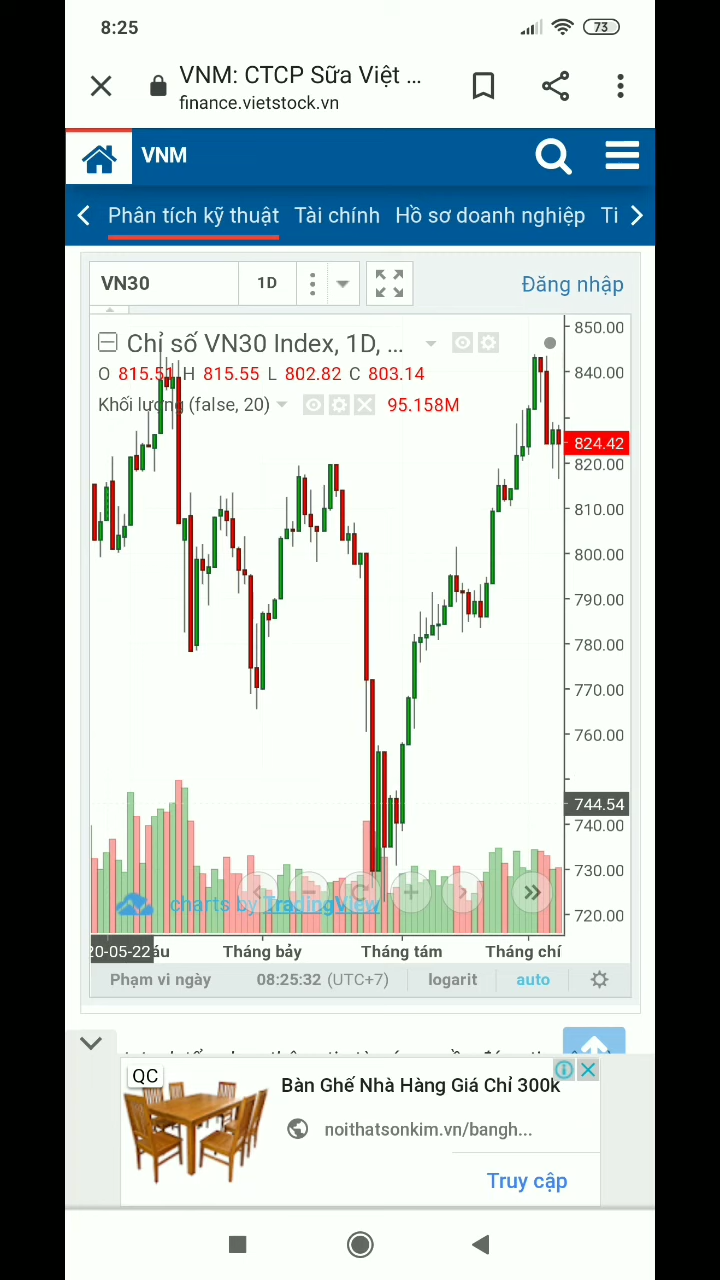 8:25
73
VNM: CTCP Sữa Việt ...
finance.vietstock.vn
VNM
Phân tích kỹ thuật Tài chính Hồ sơ doanh nghiệp Ti
VN30 1D Đăng nhập
Chỉ số VN30 Index, 1D, ...
O 815.51 H 815.55 L 802.82 C 803.14
Khối lượng (false, 20) 95.158M
850.00
840.00
824.42
820.00
810.00
800.00
790.00
780.00
770.00
760.00
744.54
740.00
730.00
720.00
charts by TradingView
20-05-22 áu Tháng bảy Tháng tám Tháng chí
Phạm vi ngày 08:25:32 (UTC+7) logarit auto
QC
Bàn Ghế Nhà Hàng Giá Chỉ 300k
noithatsonkim.vn/bangh...
Truy cập